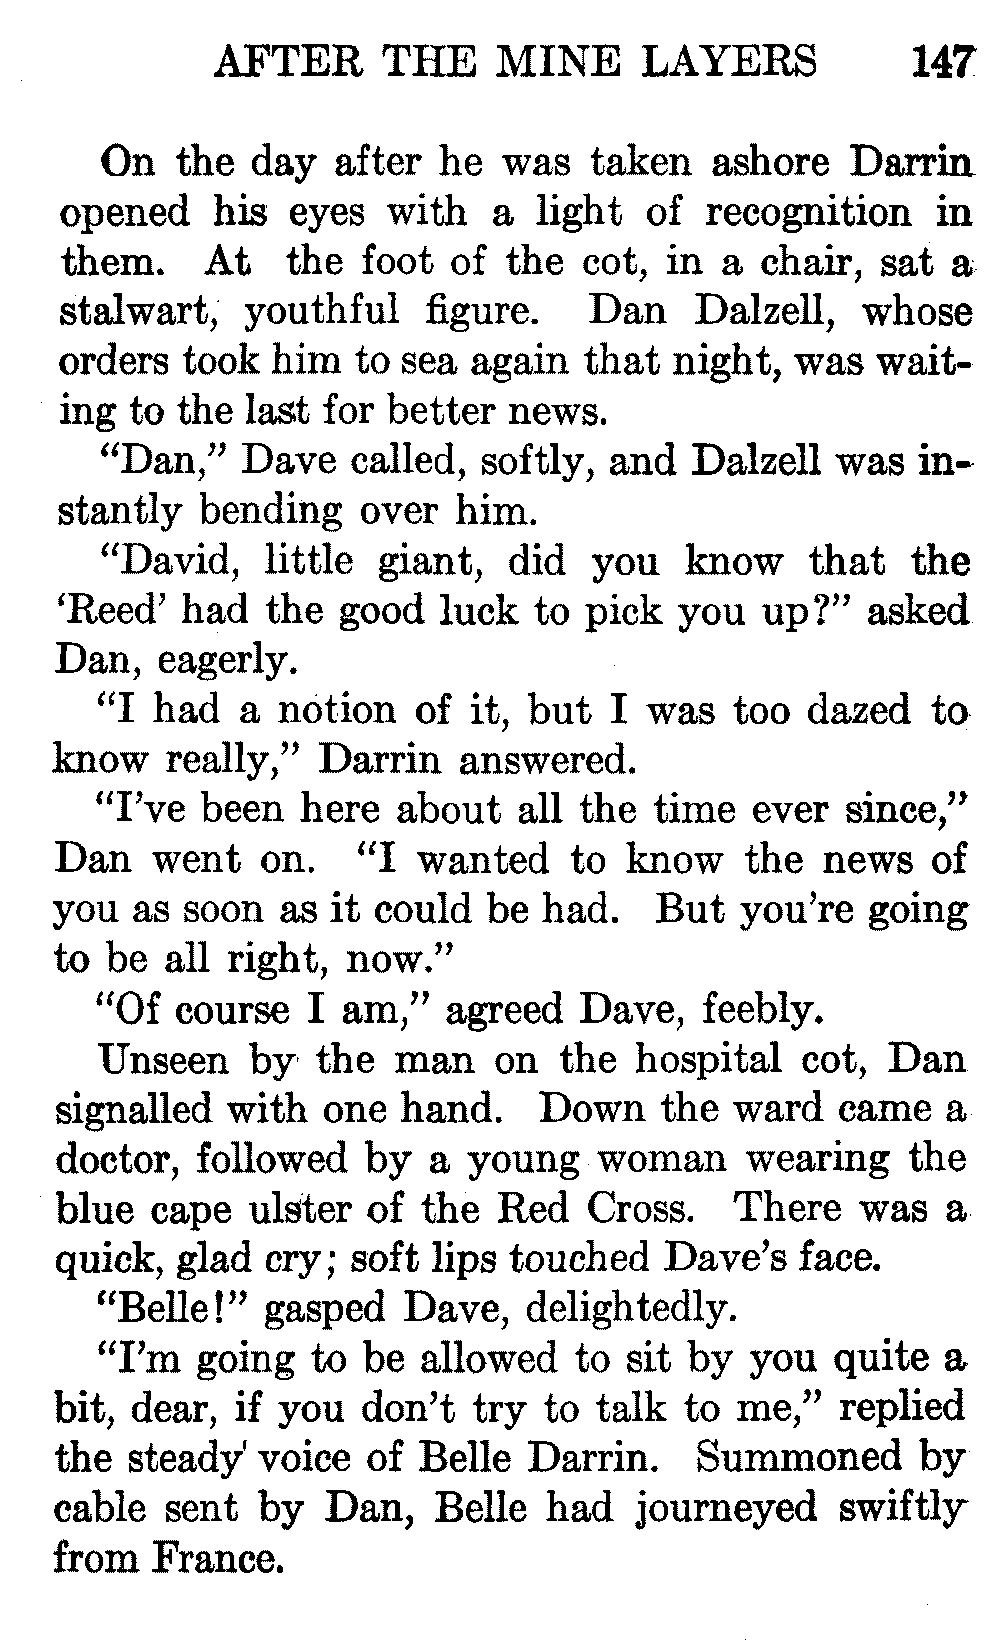 AFTER THE MINE LAYERS 147
On the day after he was taken ashore Darrin
opened his eyes with a light of recognition in
them. At the foot of the cot, in a chair, sat a
stalwart, youthful figure. Dan Dalzell, whose
orders took him to sea again that night, was wait-
ing to the last for better news.
“Dan,” Dave called, softly, and Dalzell was in-
stantly bending over him.
“David, little giant, did you know that the
‘Reed’ had the good luck to pick you up?” asked
Dan, eagerly.
“I had a notion of it, but I was too dazed to
know really,” Darrin answered.
“I’ve been here about all the time ever since,”
Dan went on. “I wanted to know the news of
you as soon as it could be had. But you’re going
to be all right, now.”
“Of course I am,” agreed Dave, feebly.
Unseen by the man on the hospital cot, Dan
signalled with one hand. Down the ward came a
doctor, followed by a young woman wearing the
blue cape ulster of the Red Cross. There was a
quick, glad cry; soft lips touched Dave’s face.
“Belle!” gasped Dave, delightedly.
“I’m going to be allowed to sit by you quite a
bit, dear, if you don’t try to talk to me,” replied
the steady voice of Belle Darrin. Summoned by
cable sent by Dan, Belle had journeyed swiftly
from France.